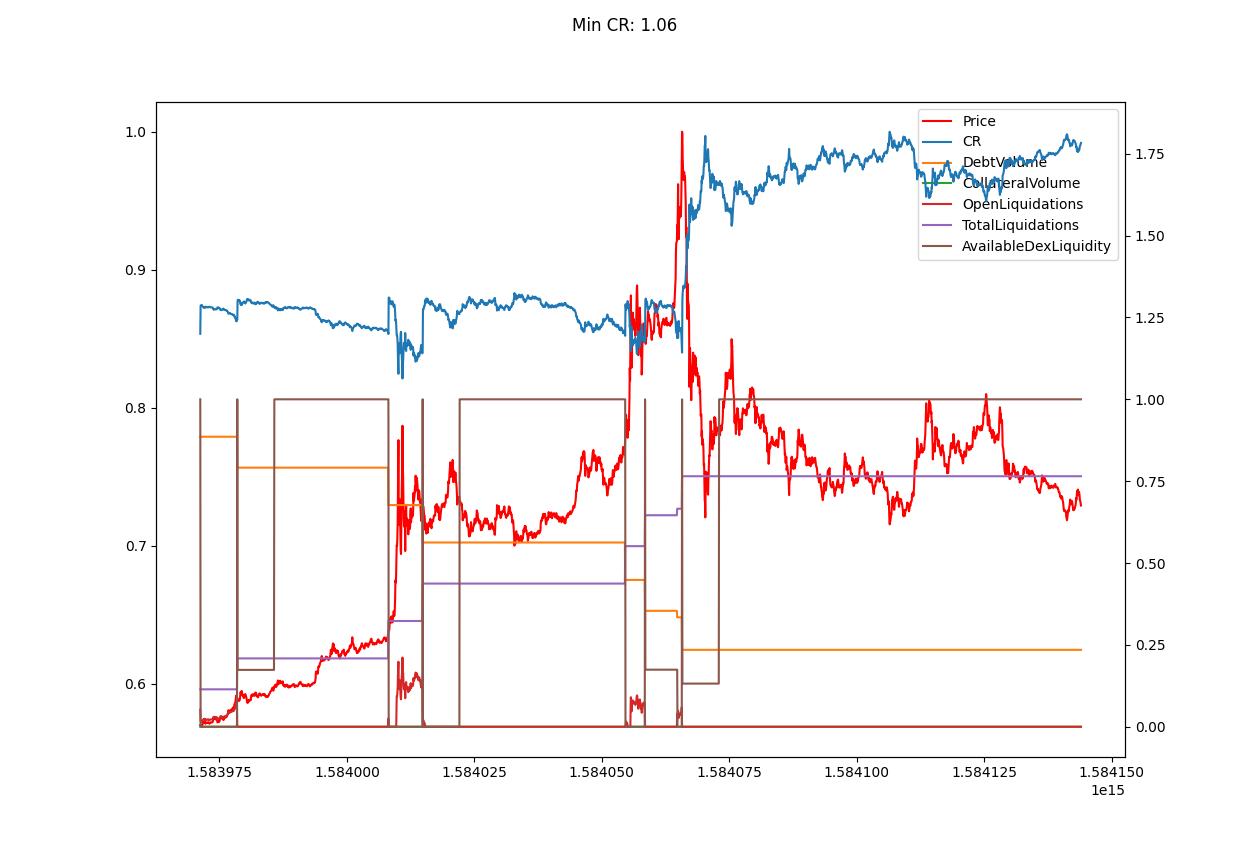 Min CR: 1.06
1.0
0.9
0.8
0.7
0.6
1.75
1.50
1.25
1.00
0.75
0.50
0.25
0.00
Price
CR
DebtVolume
CollateralVolume
OpenLiquidations
TotalLiquidations
AvailableDexLiquidity
1.583975 1.584000 1.584025 1.584050 1.584075 1.584100 1.584125 1.584150
1e15